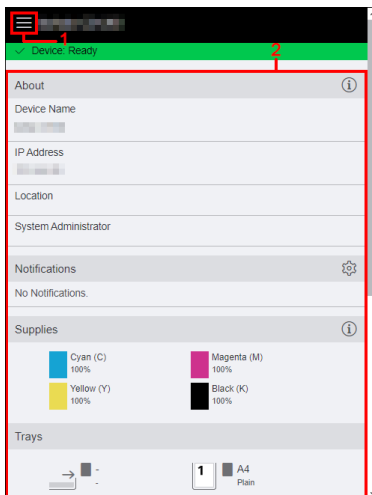 1
✓ Device: Ready
2
About
Device Name
IP Address
Location
System Administrator
Notifications
No Notifications.
Supplies
Cyan (C)
100%
Magenta (M)
100%
Yellow (Y)
100%
Black (K)
100%
Trays
-
-
1
A4
Plain